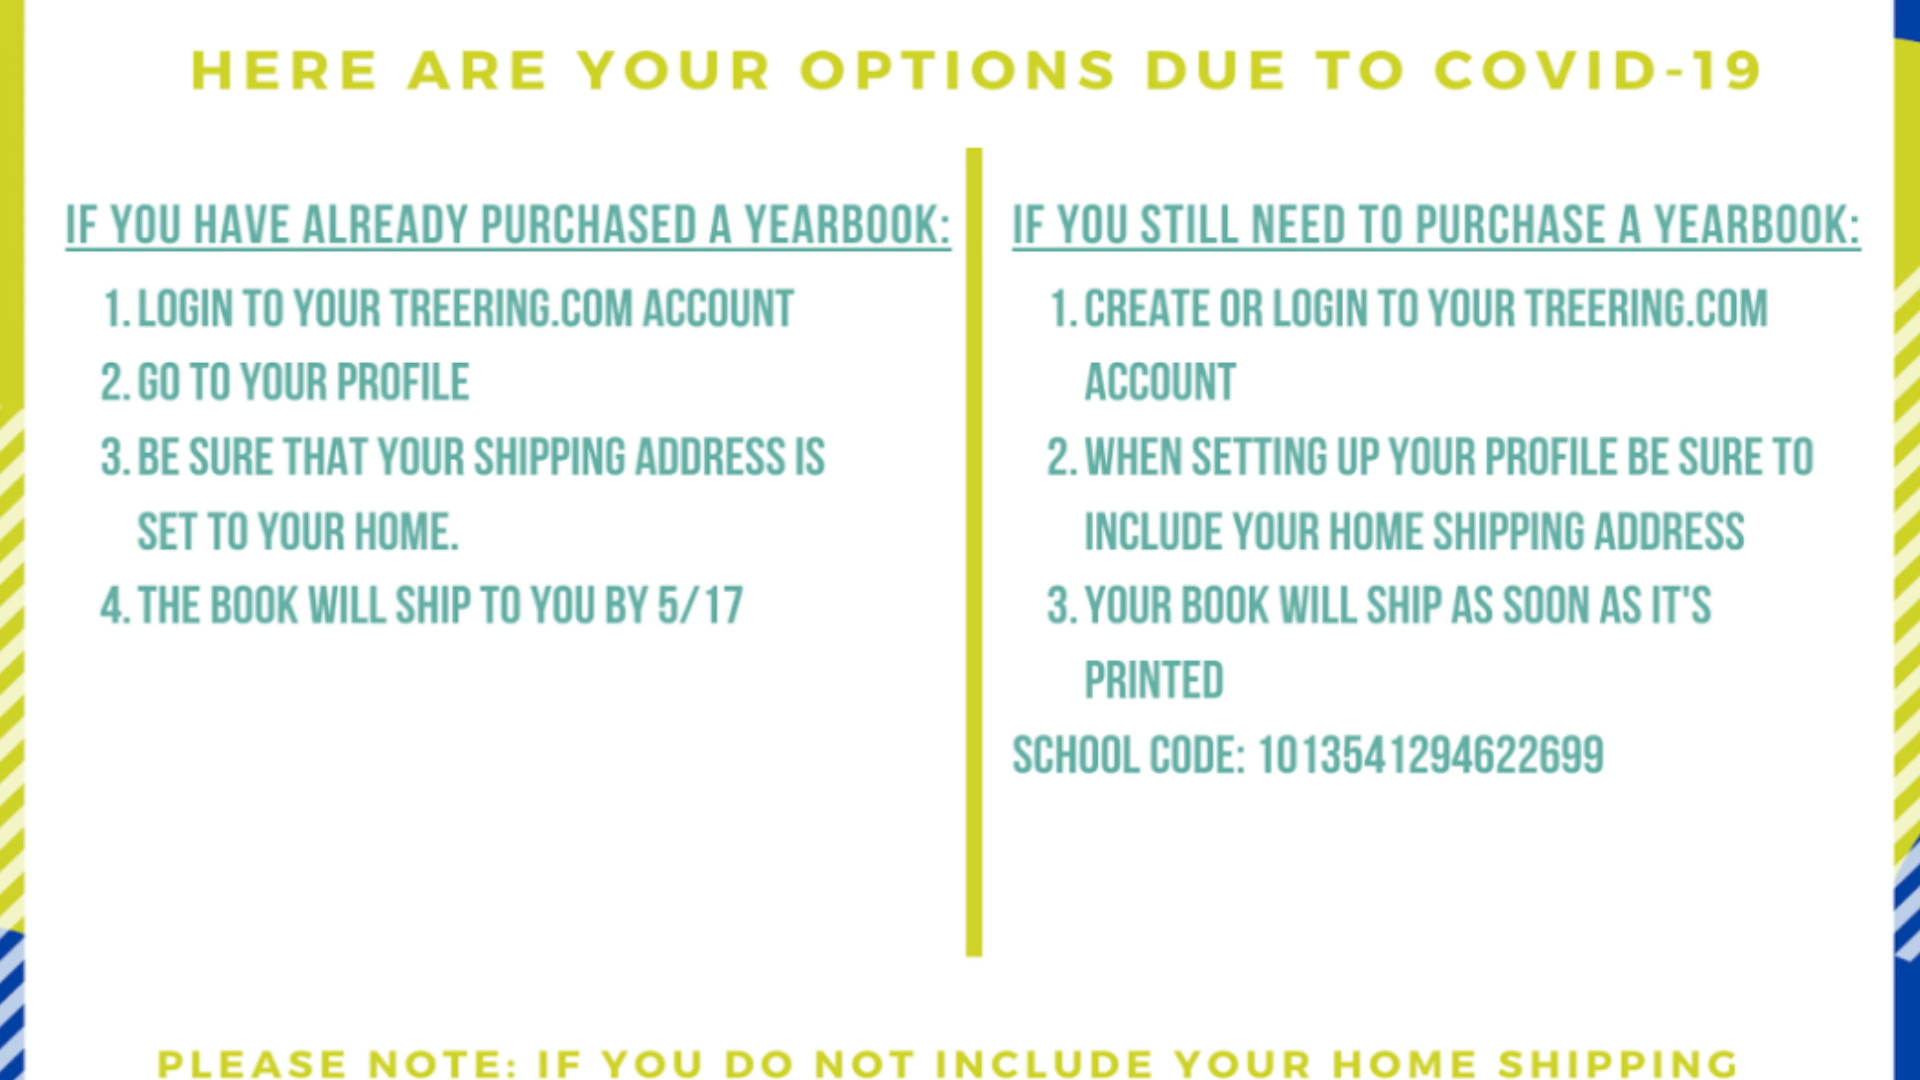 HERE ARE YOUR OPTIONS DUE TO COVID-19
IF YOU HAVE ALREADY PURCHASED A YEARBOOK:
1. LOGIN TO YOUR TREERING.COM ACCOUNT
2. GO TO YOUR PROFILE
3. BE SURE THAT YOUR SHIPPING ADDRESS IS
SET TO YOUR HOME.
4. THE BOOK WILL SHIP TO YOU BY 5/17
IF YOU STILL NEED TO PURCHASE A YEARBOOK:
1. CREATE OR LOGIN TO YOUR TREERING.COM
ACCOUNT
2. WHEN SETTING UP YOUR PROFILE BE SURE TO
INCLUDE YOUR HOME SHIPPING ADDRESS
3. YOUR BOOK WILL SHIP AS SOON AS IT'S
PRINTED
SCHOOL CODE: 1013541294622699
PLEASE NOTE: IF YOU DO NOT INCLUDE YOUR HOME SHIPPING